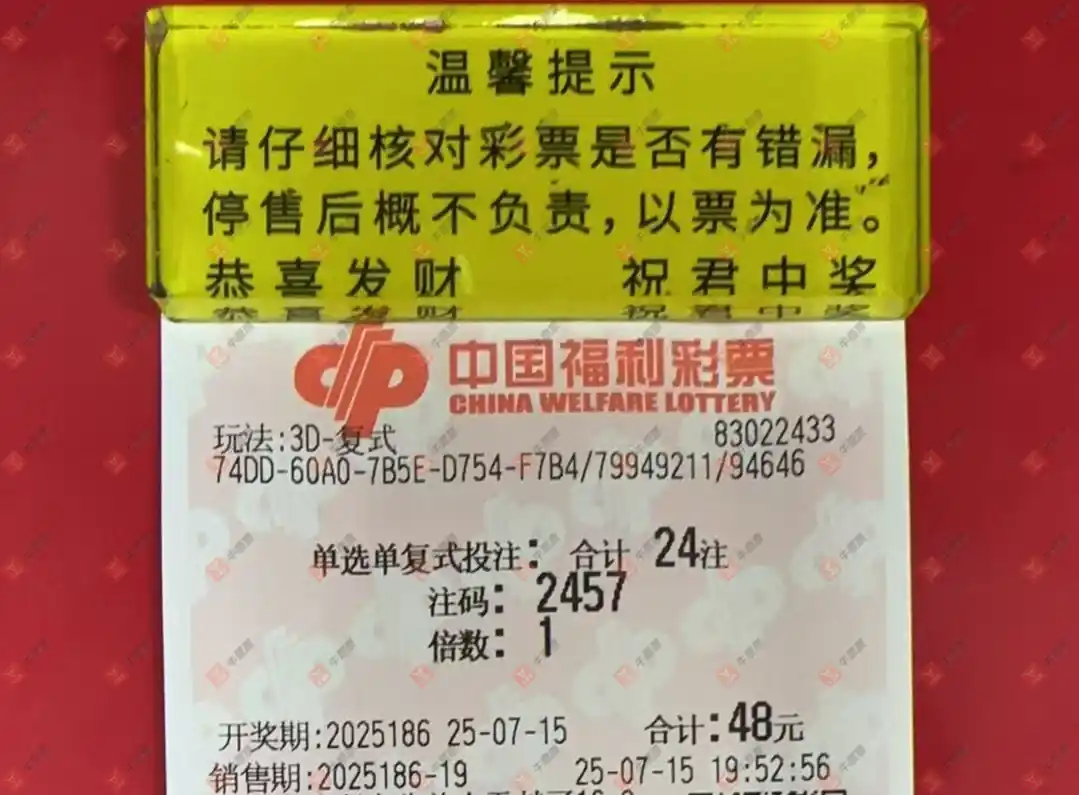 温馨提示
请仔细核对彩票是否有错漏，
停售后概不负责，以票为准。
恭喜发财 祝君中奖
中国福利彩票
CHINA WELFARE LOTTERY
玩法:3D-复式 83022433
74DD-60A0-7B5E-D754-F7B4/79949211/94646
单选单复式投注: 合计 24注
注码: 2457
倍数: 1
开奖期:2025186 25-07-15 合计:48元
销售期:2025186-19 25-07-15 19:52:56